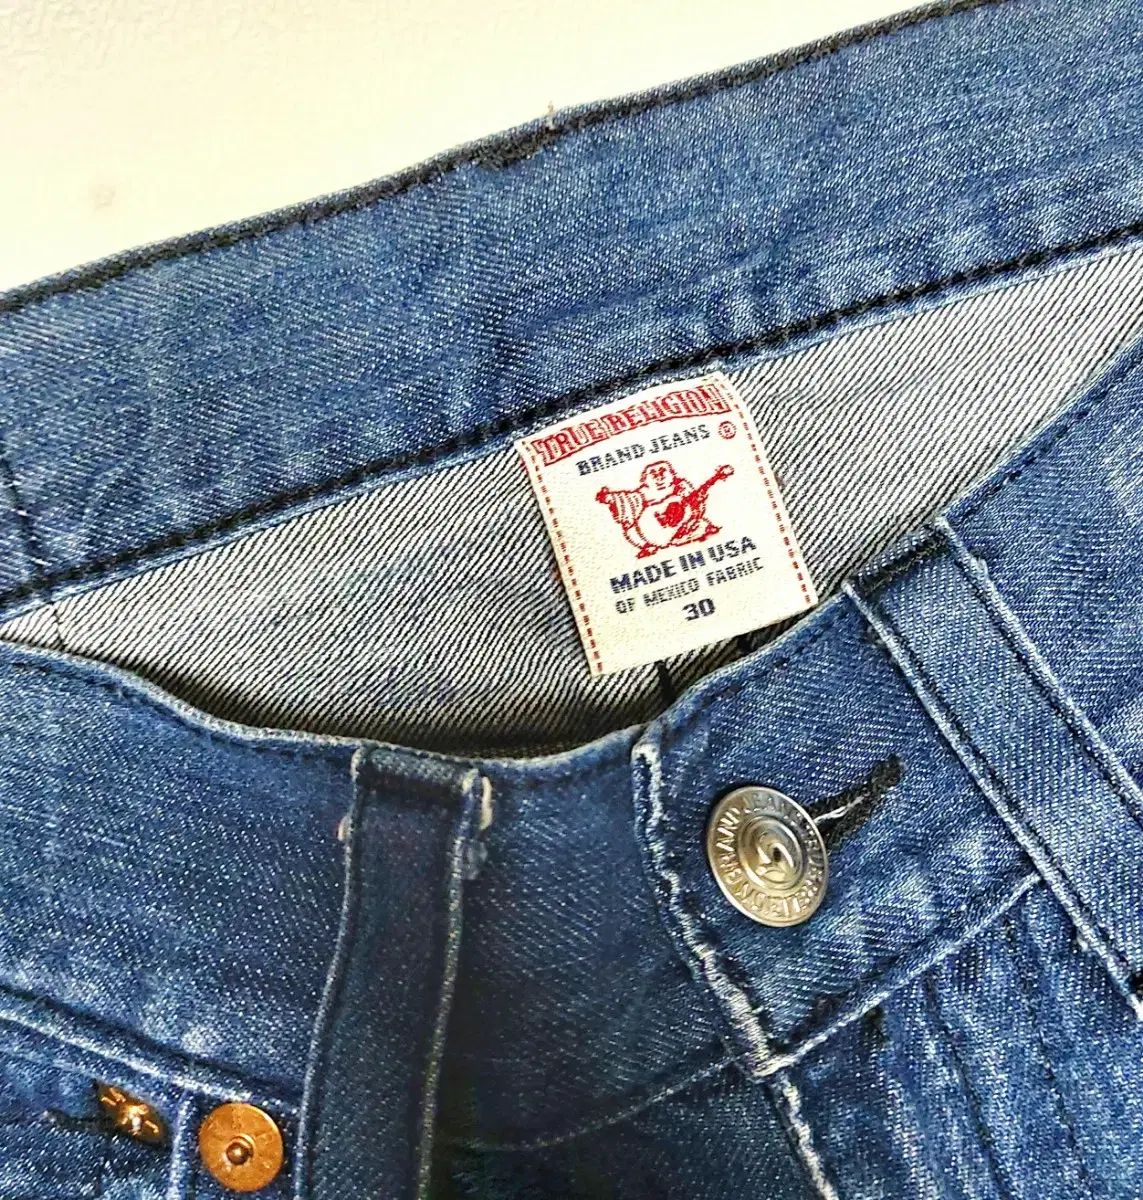 TRUE RELIGION
BRAND JEANS ®
MADE IN USA
OF MEXICO FABRIC
30
BRAND JEANS